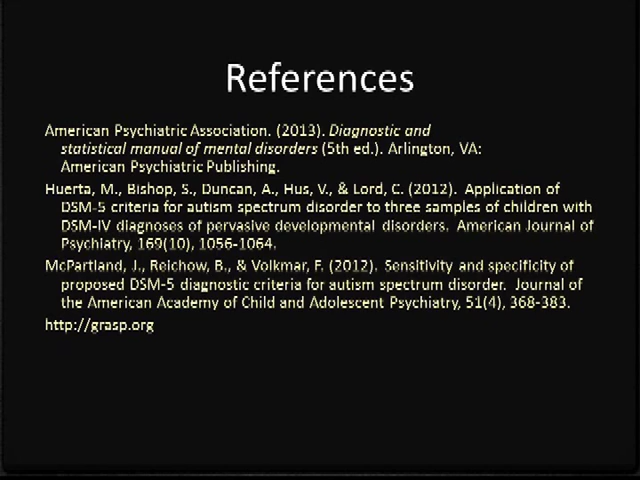 References
American Psychiatric Association. (2013). Diagnostic and
statistical manual of mental disorders (5th ed.). Arlington, VA:
American Psychiatric Publishing.
Huerta, M., Bishop, S., Duncan, A., Hus, V., & Lord, C. (2012). Application of
DSM-5 criteria for autism spectrum disorder to three samples of children with
DSM-IV diagnoses of pervasive developmental disorders. American Journal of
Psychiatry, 169(10), 1056-1064.
McPartland, J., Reichow, B., & Volkmar, F. (2012). Sensitivity and specificity of
proposed DSM-5 diagnostic criteria for autism spectrum disorder. Journal of
the American Academy of Child and Adolescent Psychiatry, 51(4), 368-383.
http://grasp.org